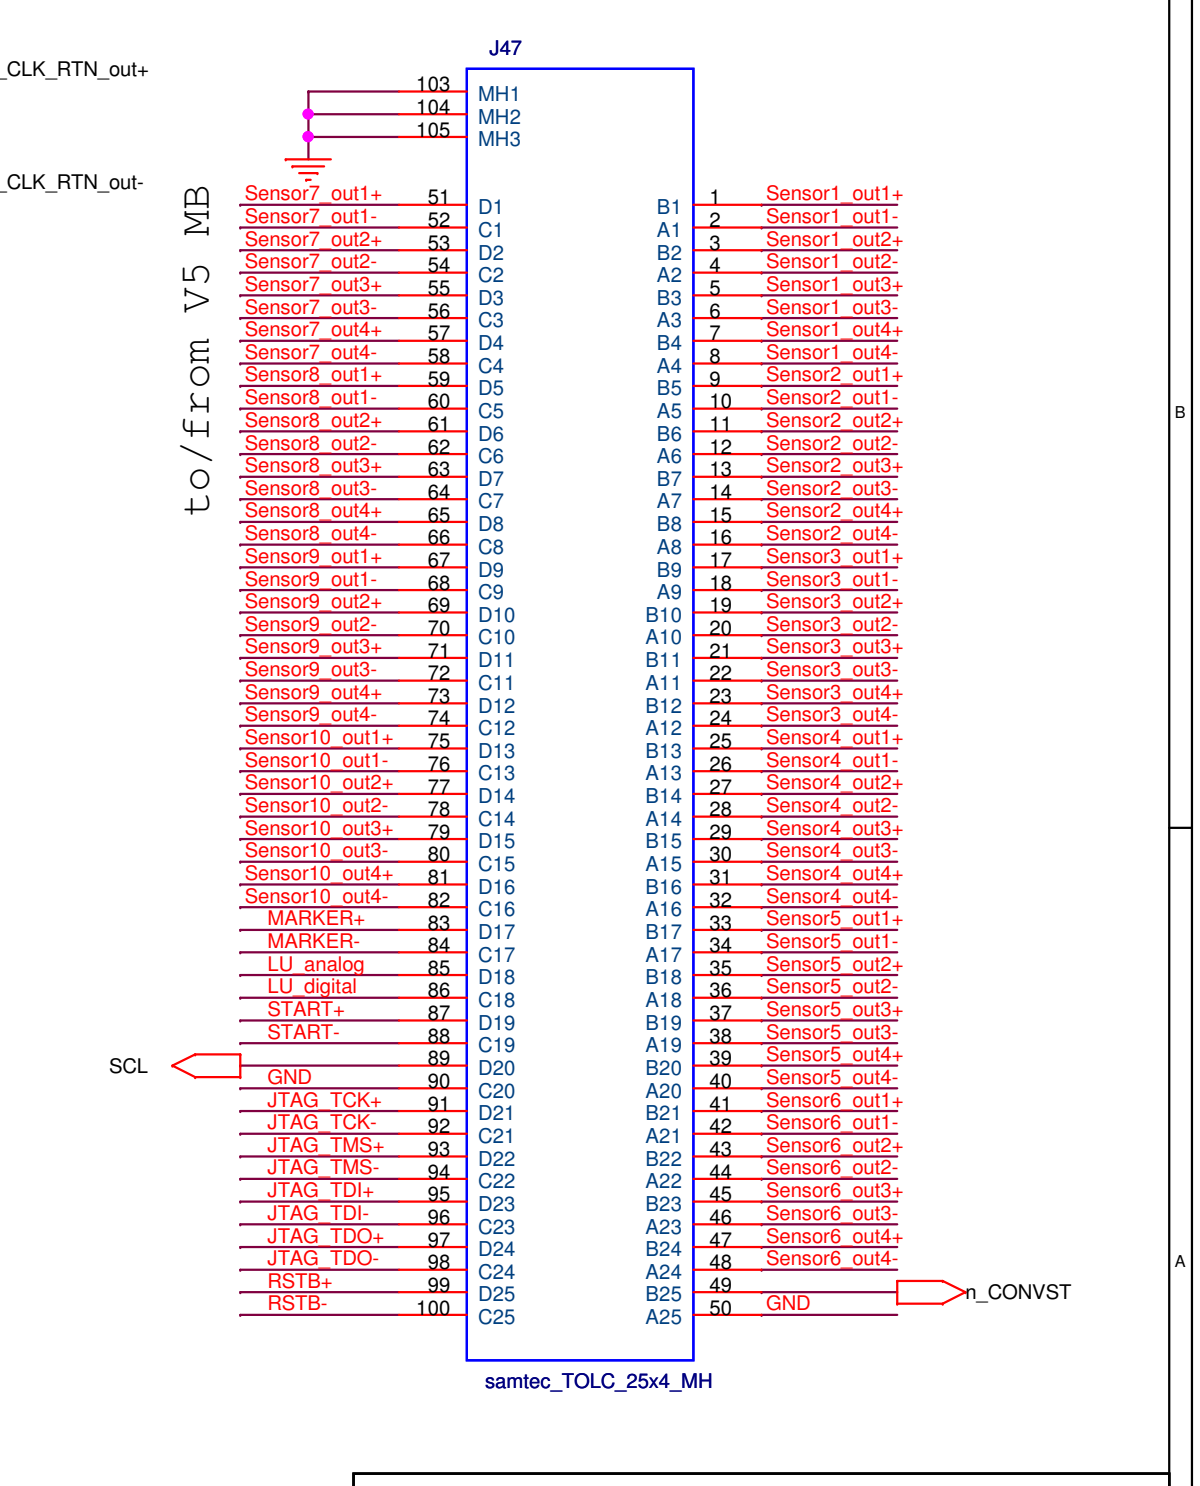 J47
_CLK_RTN_out+
103 MH1
104 MH2
105 MH3
_CLK_RTN_out-
to/from V5 MB
Sensor7_out1+ 51 D1 B1 1 Sensor1_out1+
Sensor7_out1- 52 C1 A1 2 Sensor1_out1-
Sensor7_out2+ 53 D2 B2 3 Sensor1_out2+
Sensor7_out2- 54 C2 A2 4 Sensor1_out2-
Sensor7_out3+ 55 D3 B3 5 Sensor1_out3+
Sensor7_out3- 56 C3 A3 6 Sensor1_out3-
Sensor7_out4+ 57 D4 B4 7 Sensor1_out4+
Sensor7_out4- 58 C4 A4 8 Sensor1_out4-
Sensor8_out1+ 59 D5 B5 9 Sensor2_out1+
Sensor8_out1- 60 C5 A5 10 Sensor2_out1-
Sensor8_out2+ 61 D6 B6 11 Sensor2_out2+
Sensor8_out2- 62 C6 A6 12 Sensor2_out2-
Sensor8_out3+ 63 D7 B7 13 Sensor2_out3+
Sensor8_out3- 64 C7 A7 14 Sensor2_out3-
Sensor8_out4+ 65 D8 B8 15 Sensor2_out4+
Sensor8_out4- 66 C8 A8 16 Sensor2_out4-
Sensor9_out1+ 67 D9 B9 17 Sensor3_out1+
Sensor9_out1- 68 C9 A9 18 Sensor3_out1-
Sensor9_out2+ 69 D10 B10 19 Sensor3_out2+
Sensor9_out2- 70 C10 A10 20 Sensor3_out2-
Sensor9_out3+ 71 D11 B11 21 Sensor3_out3+
Sensor9_out3- 72 C11 A11 22 Sensor3_out3-
Sensor9_out4+ 73 D12 B12 23 Sensor3_out4+
Sensor9_out4- 74 C12 A12 24 Sensor3_out4-
Sensor10_out1+ 75 D13 B13 25 Sensor4_out1+
Sensor10_out1- 76 C13 A13 26 Sensor4_out1-
Sensor10_out2+ 77 D14 B14 27 Sensor4_out2+
Sensor10_out2- 78 C14 A14 28 Sensor4_out2-
Sensor10_out3+ 79 D15 B15 29 Sensor4_out3+
Sensor10_out3- 80 C15 A15 30 Sensor4_out3-
Sensor10_out4+ 81 D16 B16 31 Sensor4_out4+
Sensor10_out4- 82 C16 A16 32 Sensor4_out4-
MARKER+ 83 D17 B17 33 Sensor5_out1+
MARKER- 84 C17 A17 34 Sensor5_out1-
LU_analog 85 D18 B18 35 Sensor5_out2+
LU_digital 86 C18 A18 36 Sensor5_out2-
START+ 87 D19 B19 37 Sensor5_out3+
START- 88 C19 A19 38 Sensor5_out3-
SCL 89 D20 B20 39 Sensor5_out4+
GND 90 C20 A20 40 Sensor5_out4-
JTAG_TCK+ 91 D21 B21 41 Sensor6_out1+
JTAG_TCK- 92 C21 A21 42 Sensor6_out1-
JTAG_TMS+ 93 D22 B22 43 Sensor6_out2+
JTAG_TMS- 94 C22 A22 44 Sensor6_out2-
JTAG_TDI+ 95 D23 B23 45 Sensor6_out3+
JTAG_TDI- 96 C23 A23 46 Sensor6_out3-
JTAG_TDO+ 97 D24 B24 47 Sensor6_out4+
JTAG_TDO- 98 C24 A24 48 Sensor6_out4-
RSTB+ 99 D25 B25 49 n_CONVST
RSTB- 100 C25 A25 50 GND
samtec_TOLC_25x4_MH
B
A